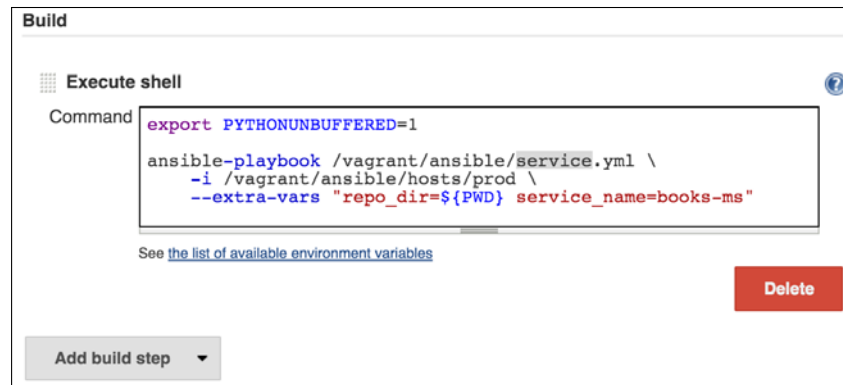 Build
Execute shell
?
Command
export PYTHONUNBUFFERED=1
ansible-playbook /vagrant/ansible/service.yml \
-i /vagrant/ansible/hosts/prod \
--extra-vars "repo_dir=${PWD} service_name=books-ms"
See the list of available environment variables
Delete
Add build step